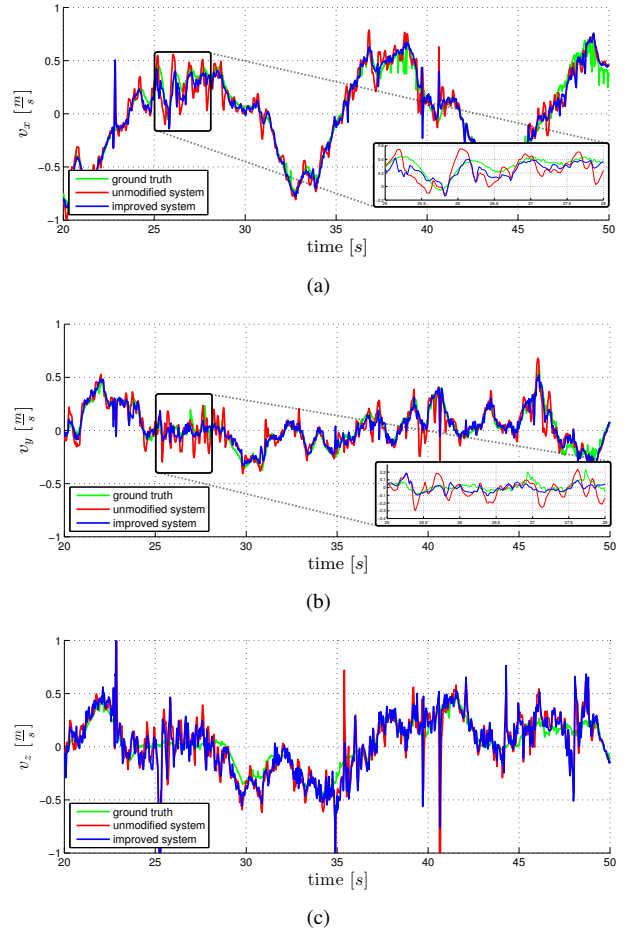 1
0.5
0
−0.5
−1
v_x [m/s]
ground truth
unmodified system
improved system
20 25 30 35 40 45 50
time [s]
(a)
1
0.5
0
−0.5
−1
v_y [m/s]
ground truth
unmodified system
improved system
20 25 30 35 40 45 50
time [s]
(b)
1
0.5
0
−0.5
−1
v_z [m/s]
ground truth
unmodified system
improved system
20 25 30 35 40 45 50
time [s]
(c)